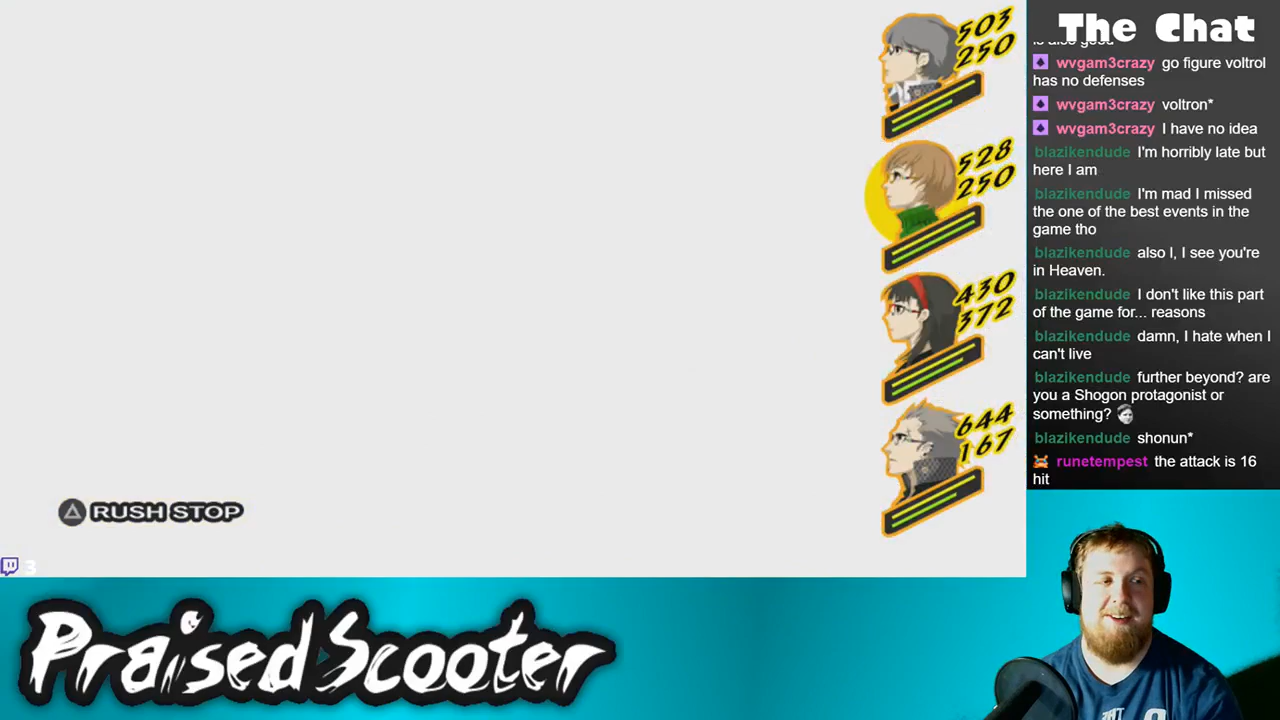 503
250
528
250
430
372
644
167
RUSH STOP
3
PraisedScooter
The Chat
is also good
wvgam3crazy go figure voltrol
has no defenses
wvgam3crazy voltron*
wvgam3crazy I have no idea
blazikendude I'm horribly late but
here I am
blazikendude I'm mad I missed
the one of the best events in the
game tho
blazikendude also I, I see you're
in Heaven.
blazikendude I don't like this part
of the game for... reasons
blazikendude damn, I hate when I
can't live
blazikendude further beyond? are
you a Shogon protagonist or
something?
blazikendude shonun*
runetempest the attack is 16
hit